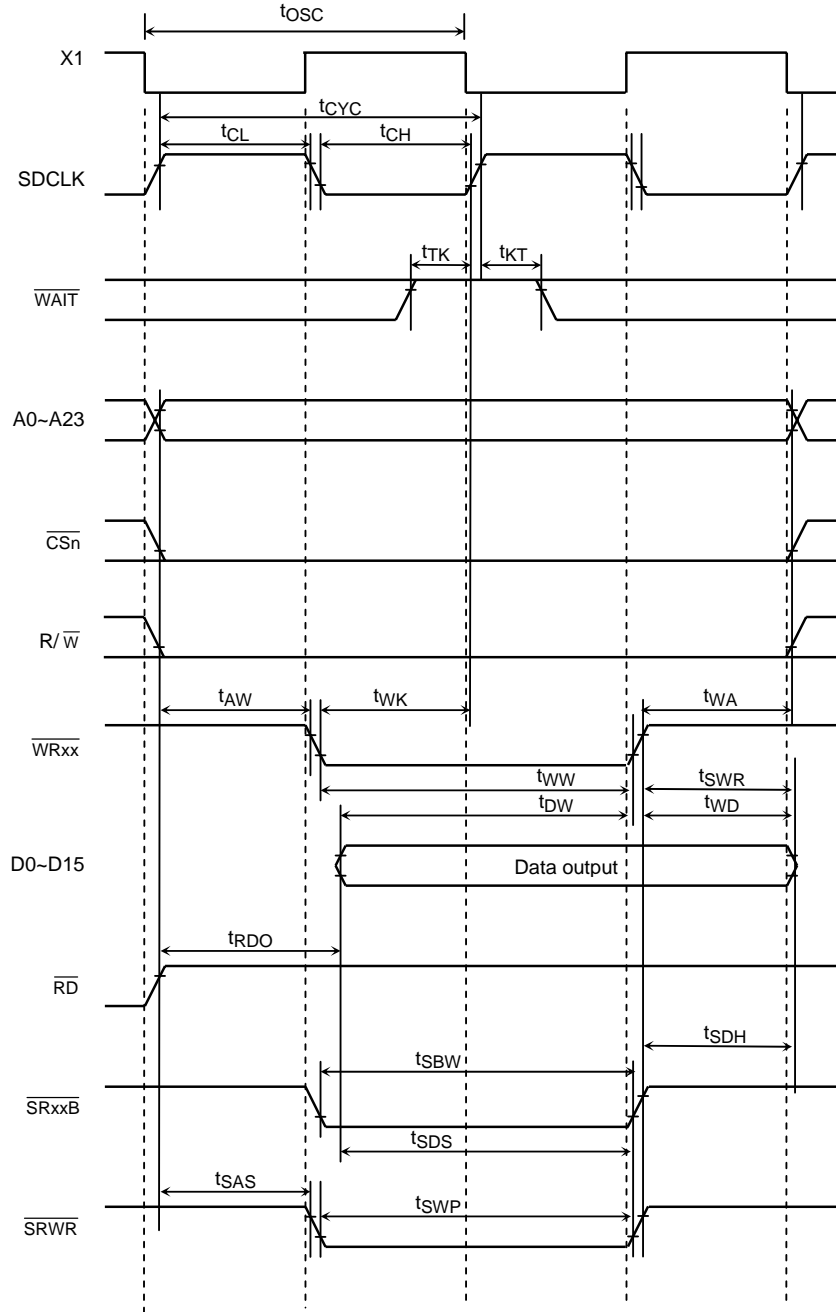 tOSC
X1
tCYC
tCL tCH
SDCLK
tTK tKT
WAIT
A0~A23
CSn
R/W
tAW tWK tWA
WRxx
tWW tSWR
tDW tWD
D0~D15 Data output
tRDO
RD
tSDH
tSBW
SRxxB
tSDS
tSAS tSWP
SRWR